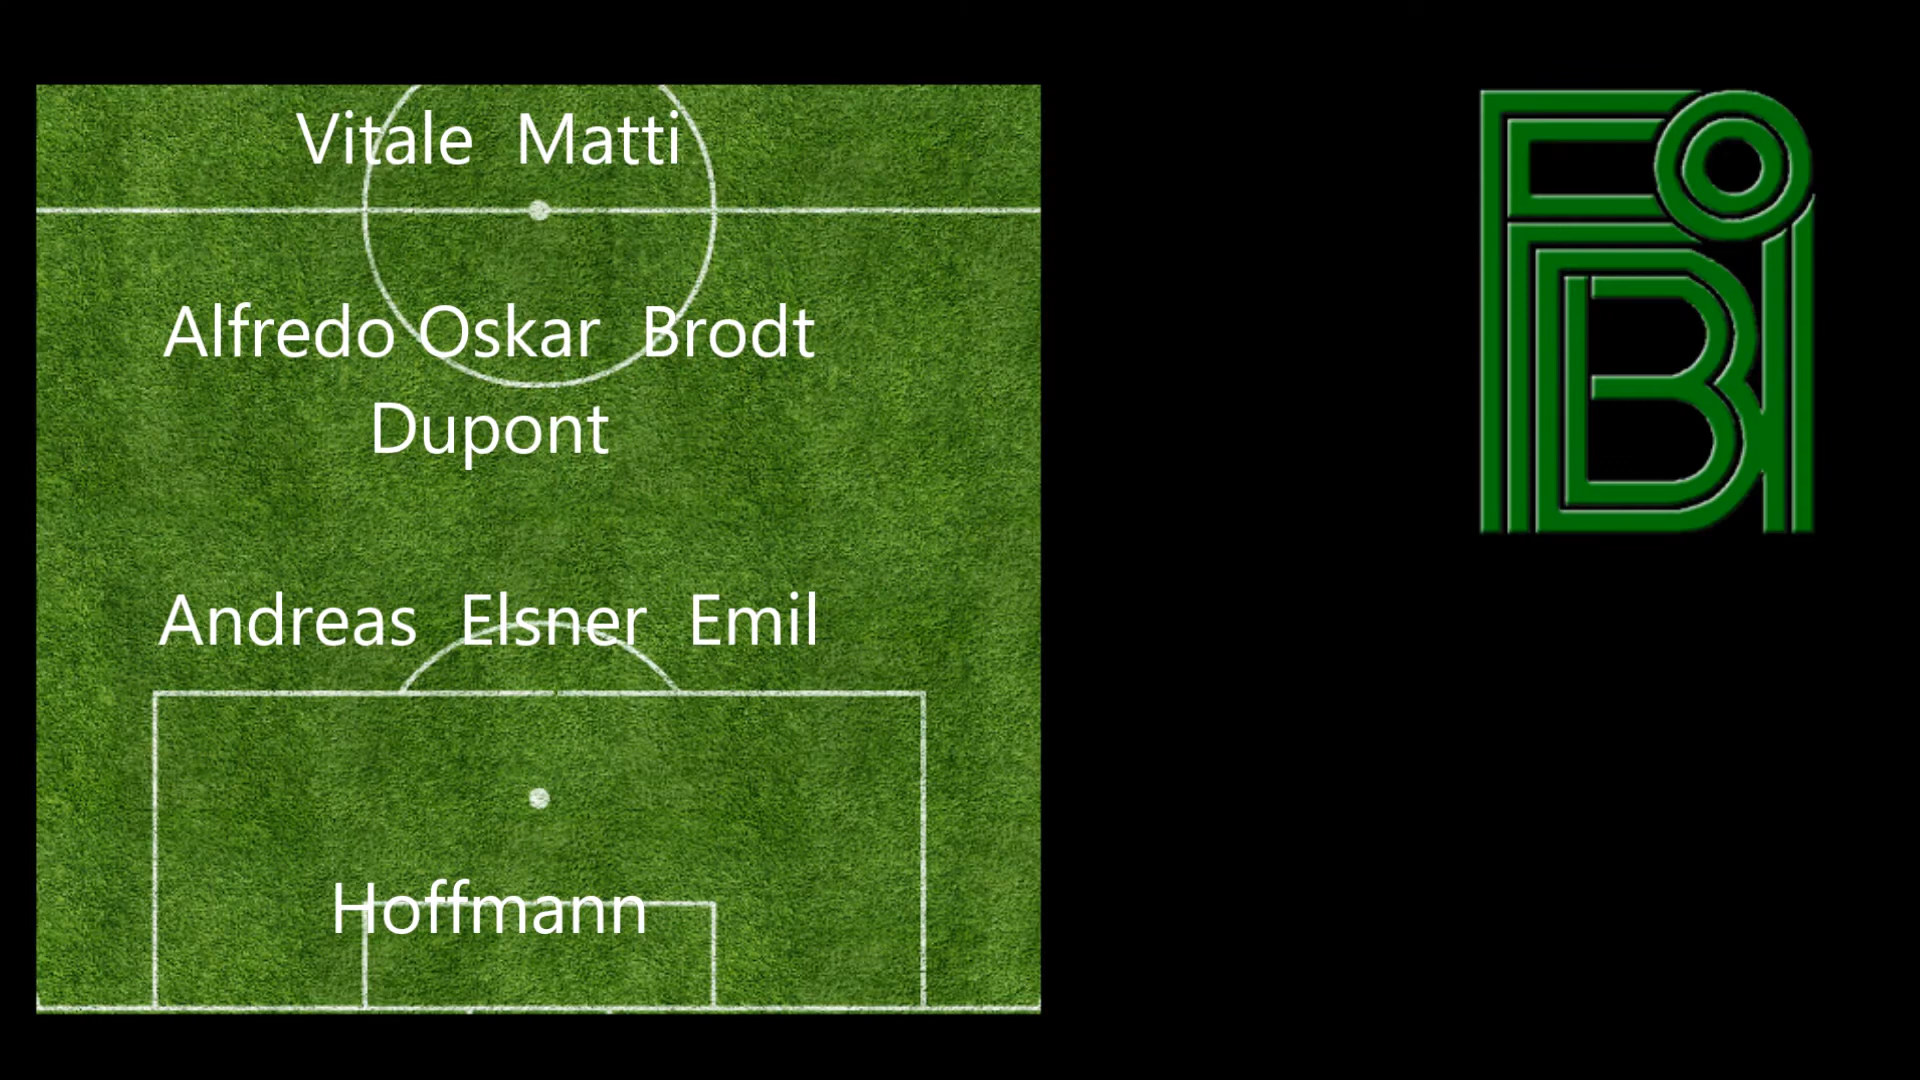 Vitale Matti
Alfredo Oskar Brodt
Dupont
Andreas Elsner Emil
Hoffmann